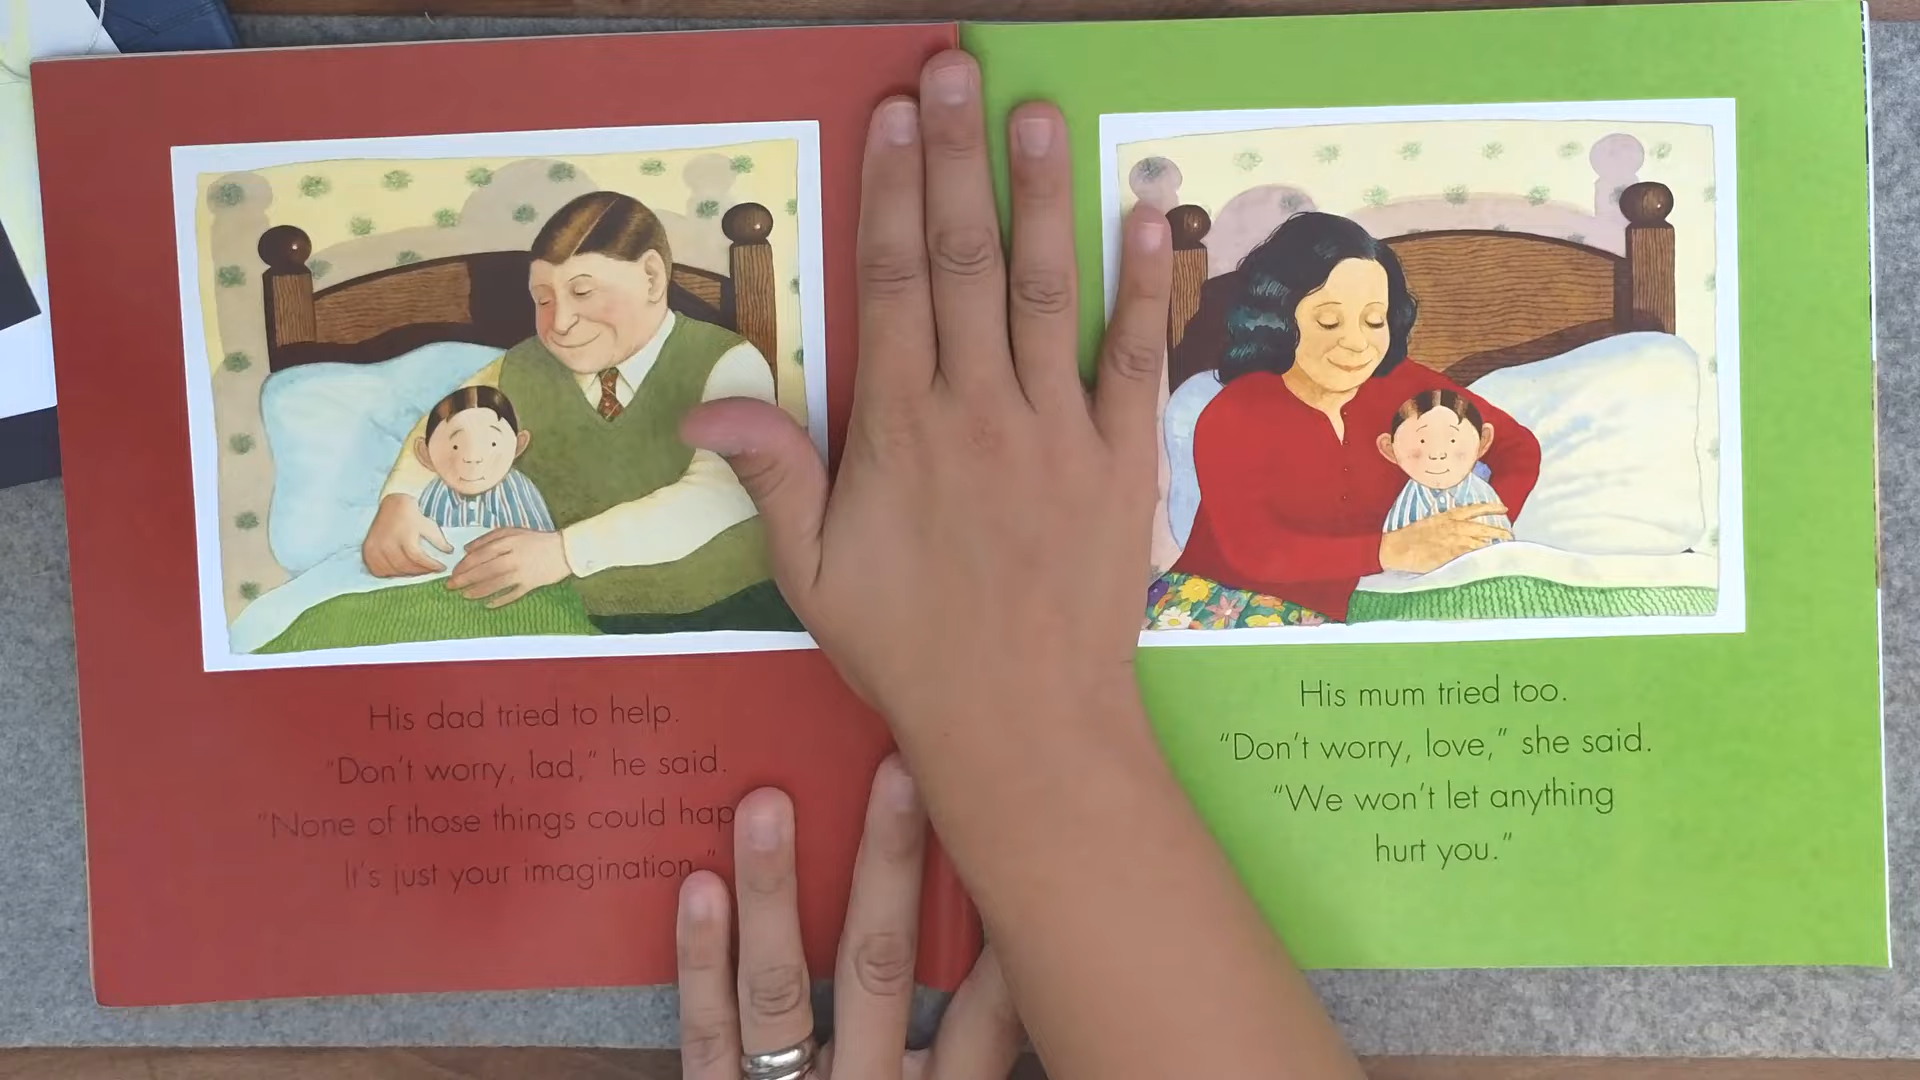 His dad tried to help.
"Don't worry, lad," he said.
"None of those things could hap
It's just your imagination."
His mum tried too.
"Don't worry, love," she said.
"We won't let anything
hurt you."